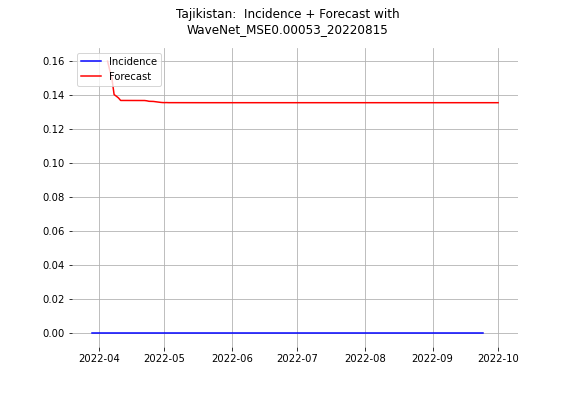 Tajikistan:  Incidence + Forecast with
WaveNet_MSE0.00053_20220815
Incidence
Forecast
0.16
0.14
0.12
0.10
0.08
0.06
0.04
0.02
0.00
2022-04 2022-05 2022-06 2022-07 2022-08 2022-09 2022-10